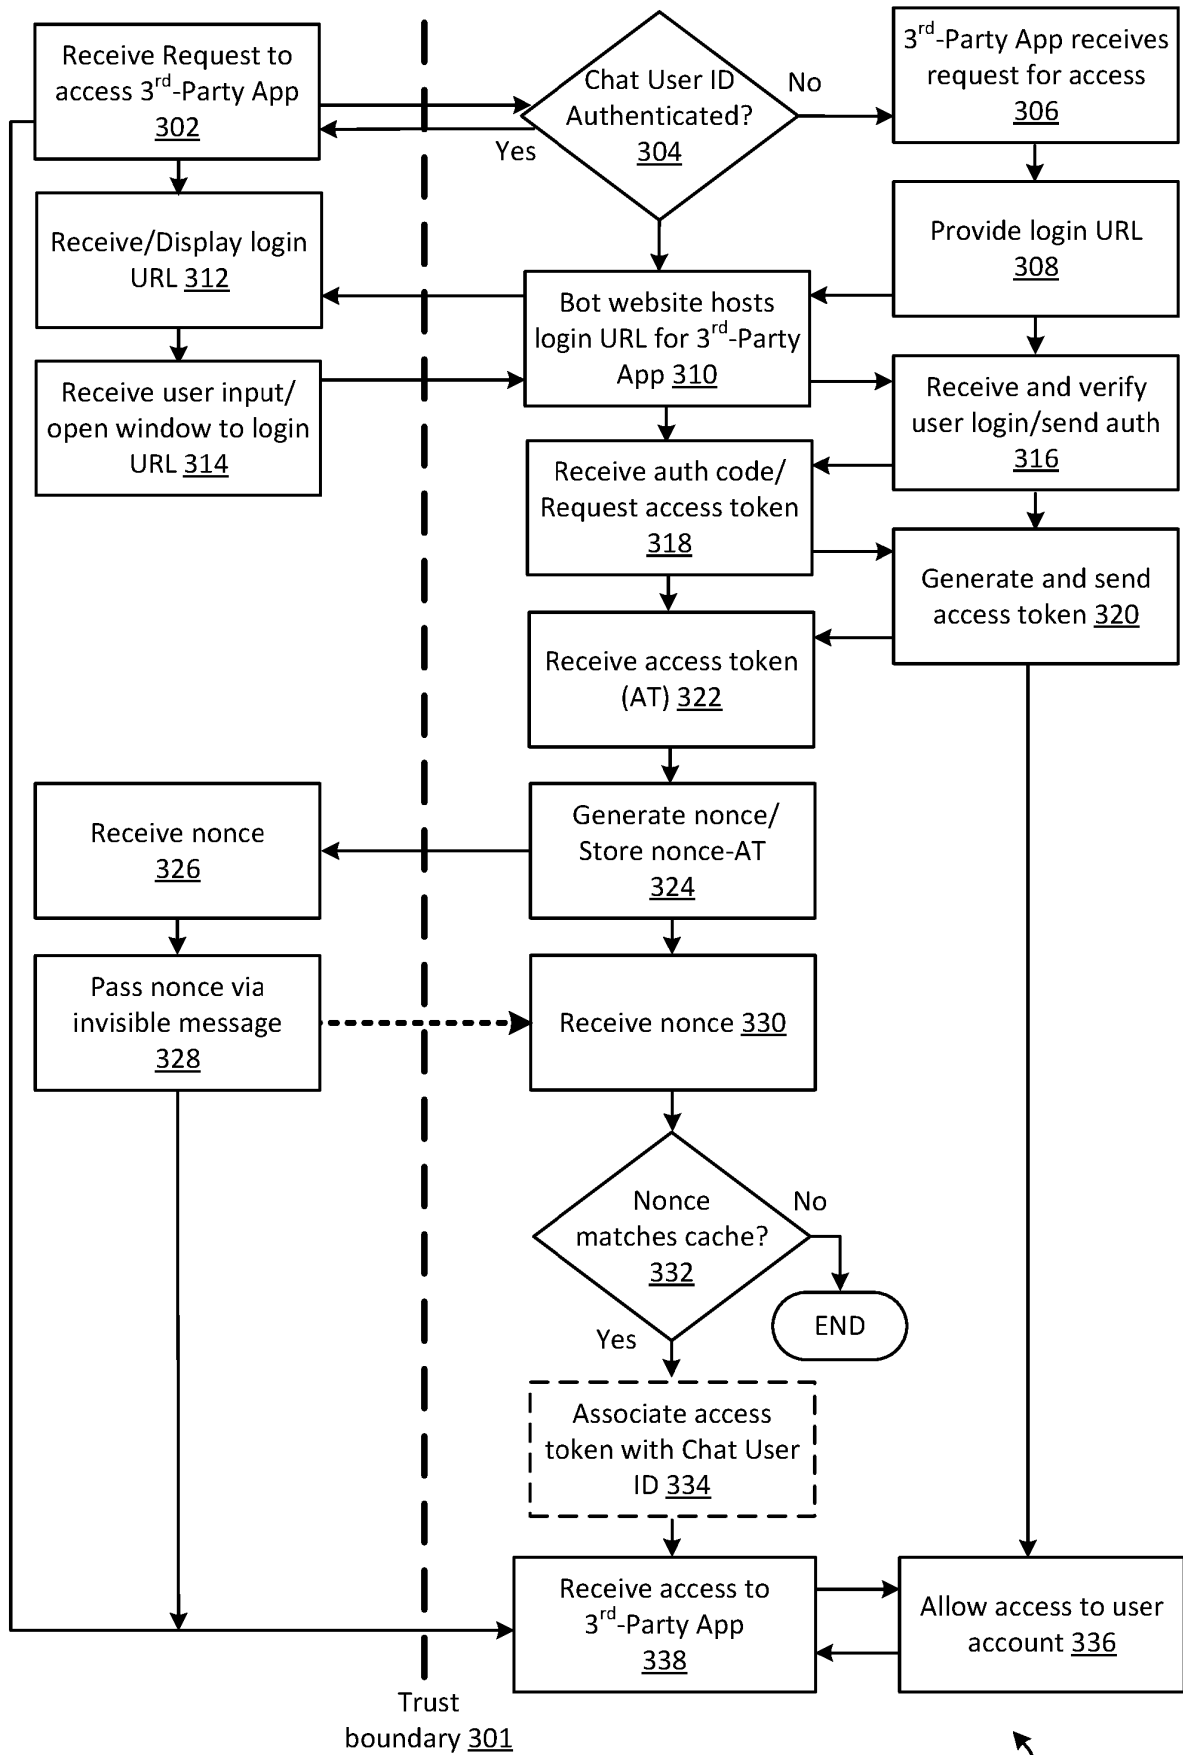 Receive Request to
access 3rd-Party App
302
Chat User ID
Authenticated?
304
No
Yes
3rd-Party App receives
request for access
306
Receive/Display login
URL 312
Provide login URL
308
Bot website hosts
login URL for 3rd-Party
App 310
Receive user input/
open window to login
URL 314
Receive and verify
user login/send auth
316
Receive auth code/
Request access token
318
Generate and send
access token 320
Receive access token
(AT) 322
Receive nonce
326
Generate nonce/
Store nonce-AT
324
Pass nonce via
invisible message
328
Receive nonce 330
Nonce
matches cache?
332
No
Yes
END
Associate access
token with Chat User
ID 334
Receive access to
3rd-Party App
338
Allow access to user
account 336
Trust
boundary 301